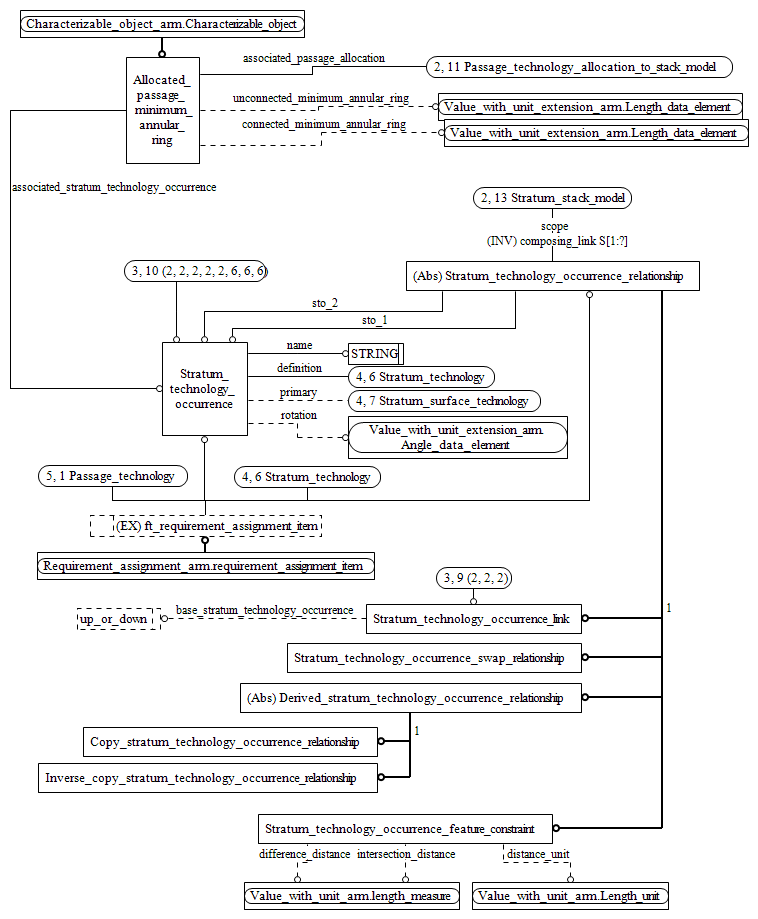 Characterizable_object_arm.Characterizable_object
associated_passage_allocation
2, 11 Passage_technology_allocation_to_stack_model
Allocated_
passage_
minimum_
annular_
ring
unconnected_minimum_annular_ring
Value_with_unit_extension_arm.Length_data_element
connected_minimum_annular_ring
Value_with_unit_extension_arm.Length_data_element
associated_stratum_technology_occurrence
2, 13 Stratum_stack_model
scope
(INV) composing_link S[1:?]
3, 10 (2, 2, 2, 2, 2, 6, 6, 6)
(Abs) Stratum_technology_occurrence_relationship
sto_2
sto_1
name
STRING
Stratum_
technology_
occurrence
definition
4, 6 Stratum_technology
primary
4, 7 Stratum_surface_technology
rotation
Value_with_unit_extension_arm.
Angle_data_element
5, 1 Passage_technology
4, 6 Stratum_technology
(EX) ft_requirement_assignment_item
Requirement_assignment_arm.requirement_assignment_item
3, 9 (2, 2, 2)
base_stratum_technology_occurrence
up_or_down
Stratum_technology_occurrence_link
1
Stratum_technology_occurrence_swap_relationship
(Abs) Derived_stratum_technology_occurrence_relationship
1
Copy_stratum_technology_occurrence_relationship
Inverse_copy_stratum_technology_occurrence_relationship
Stratum_technology_occurrence_feature_constraint
difference_distance
intersection_distance
distance_unit
Value_with_unit_arm.length_measure
Value_with_unit_arm.Length_unit